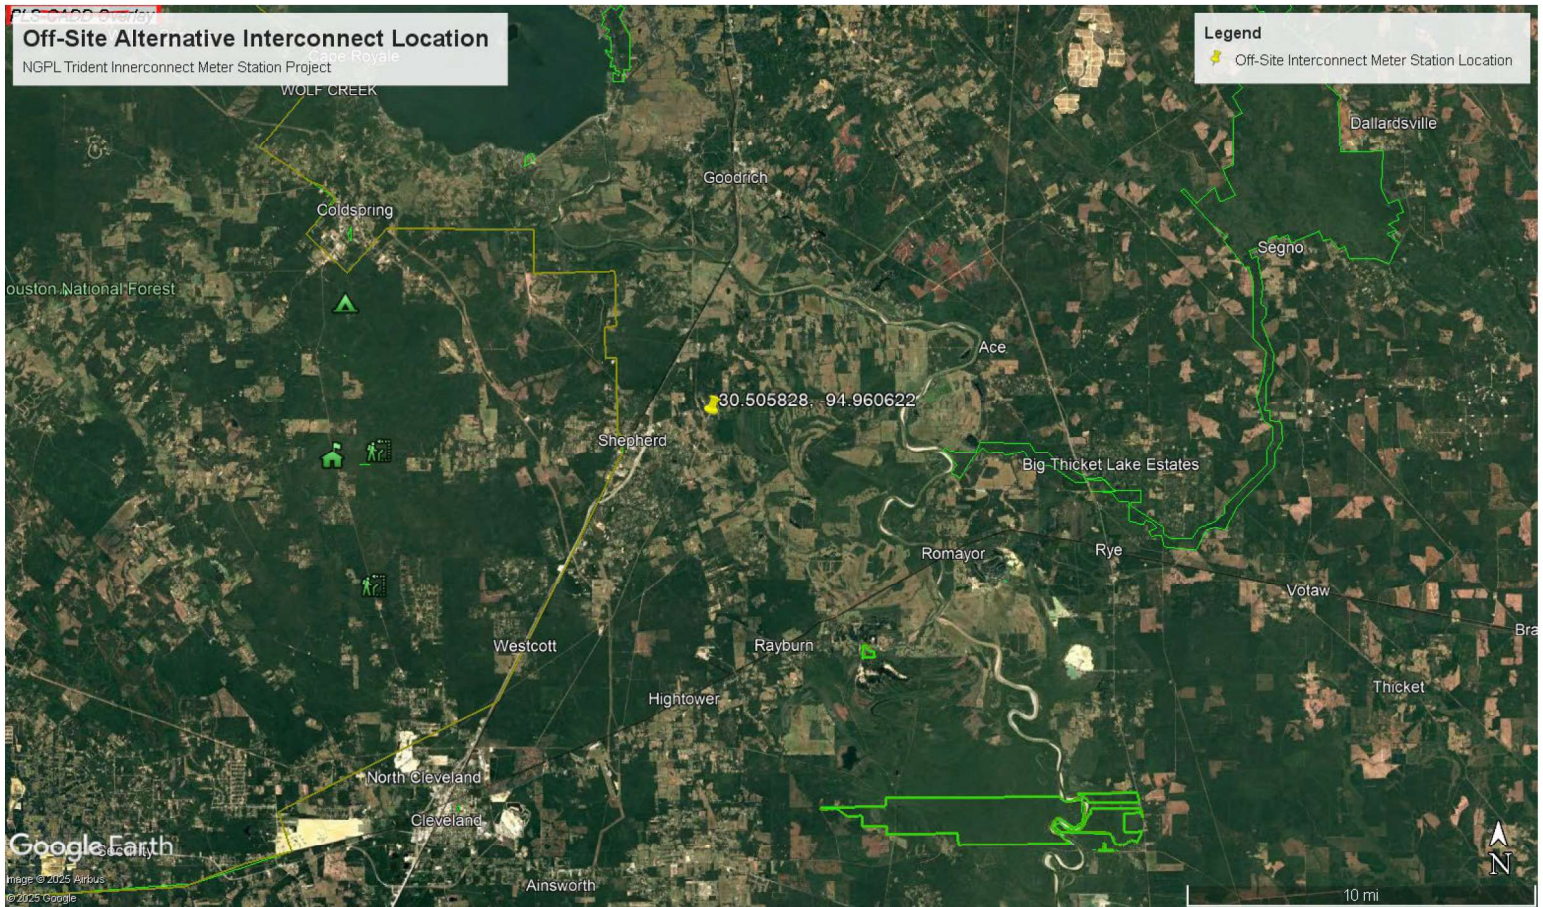 PLS-CADD Overlay
Off-Site Alternative Interconnect Location
NGPL Trident Innerconnect Meter Station Project
Legend
Off-Site Interconnect Meter Station Location
Cape Royale
WOLF CREEK
Dallardsville
Goodrich
Coldspring
Segno
ouston National Forest
Ace
30.505828, -94.960622
Shepherd
Big Thicket Lake Estates
Romayor
Rye
Votaw
Bra
Westcott
Rayburn
Hightower
Thicket
North Cleveland
Cleveland
Google Earth
Security
Image © 2025 Airbus
© 2025 Google
Ainsworth
N
10 mi